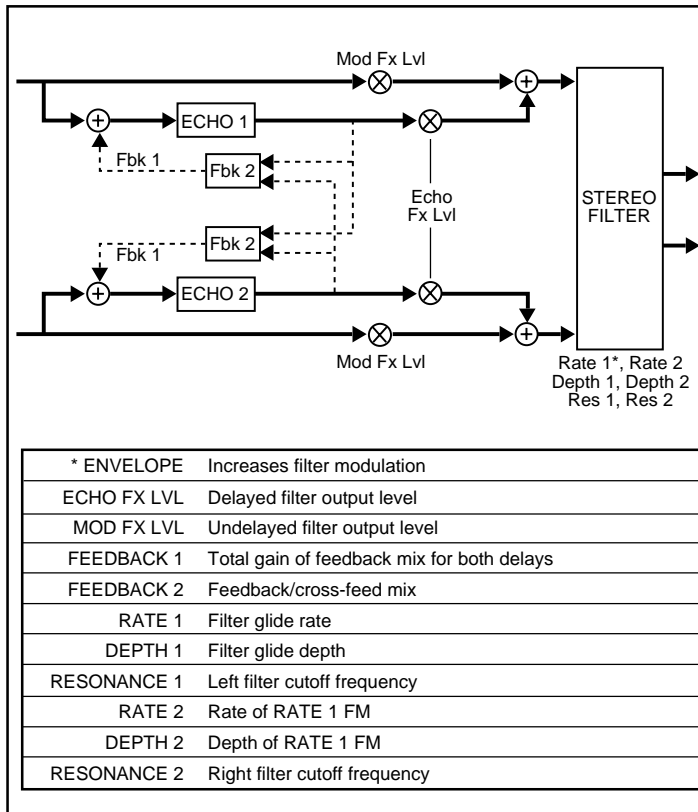 Mod Fx Lvl
ECHO 1
Fbk 1
Fbk 2
Echo
Fx Lvl
STEREO
FILTER
Fbk 2
Fbk 1
ECHO 2
Mod Fx Lvl
Rate 1*, Rate 2
Depth 1, Depth 2
Res 1, Res 2
* ENVELOPE Increases filter modulation
ECHO FX LVL Delayed filter output level
MOD FX LVL Undelayed filter output level
FEEDBACK 1 Total gain of feedback mix for both delays
FEEDBACK 2 Feedback/cross-feed mix
RATE 1 Filter glide rate
DEPTH 1 Filter glide depth
RESONANCE 1 Left filter cutoff frequency
RATE 2 Rate of RATE 1 FM
DEPTH 2 Depth of RATE 1 FM
RESONANCE 2 Right filter cutoff frequency